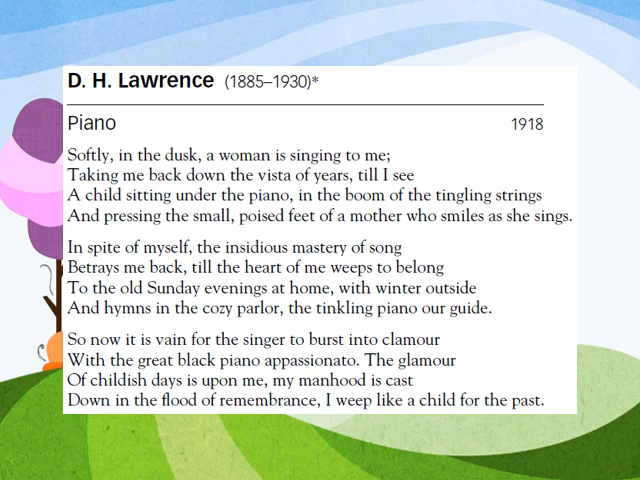 D. H. Lawrence (1885–1930)*
Piano 1918
Softly, in the dusk, a woman is singing to me;
Taking me back down the vista of years, till I see
A child sitting under the piano, in the boom of the tingling strings
And pressing the small, poised feet of a mother who smiles as she sings.
In spite of myself, the insidious mastery of song
Betrays me back, till the heart of me weeps to belong
To the old Sunday evenings at home, with winter outside
And hymns in the cozy parlor, the tinkling piano our guide.
So now it is vain for the singer to burst into clamour
With the great black piano appassionato. The glamour
Of childish days is upon me, my manhood is cast
Down in the flood of remembrance, I weep like a child for the past.